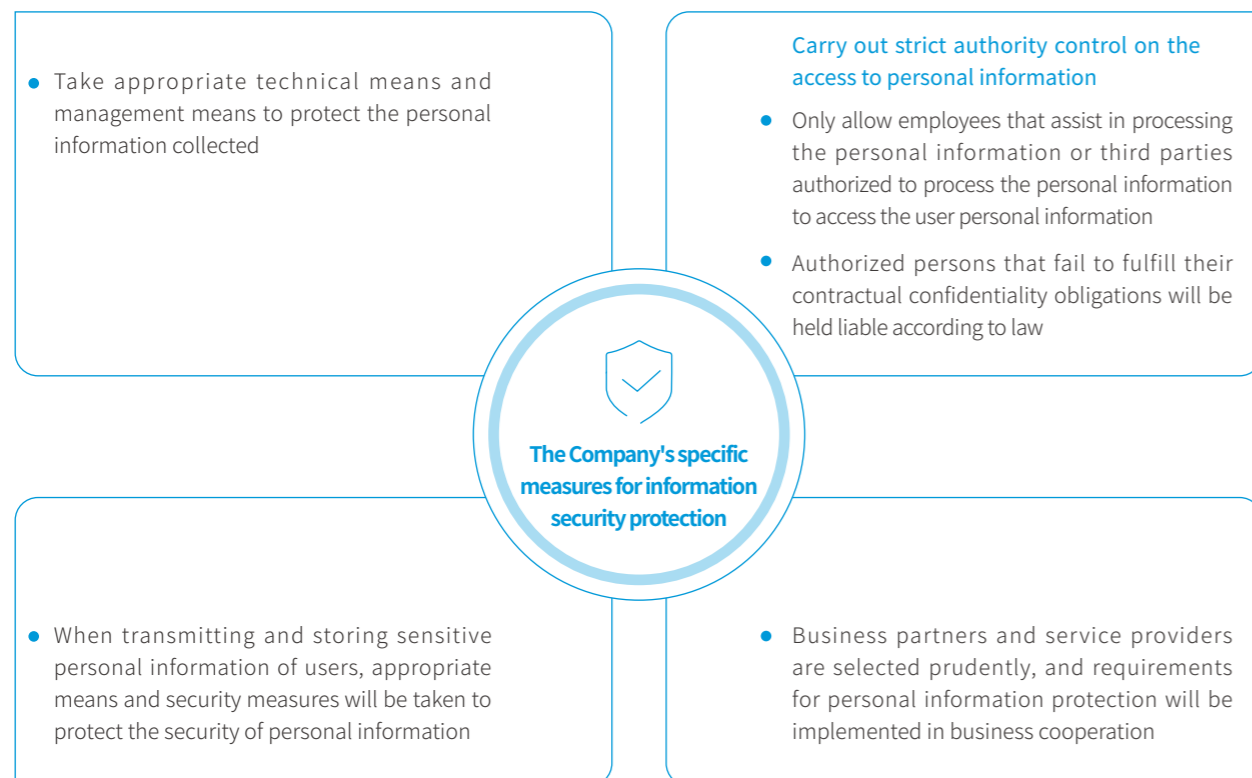 Take appropriate technical means and
management means to protect the personal
information collected
Carry out strict authority control on the
access to personal information
Only allow employees that assist in processing
the personal information or third parties
authorized to process the personal information
to access the user personal information
Authorized persons that fail to fulfill their
contractual confidentiality obligations will be
held liable according to law
The Company's specific
measures for information
security protection
When transmitting and storing sensitive
personal information of users, appropriate
means and security measures will be taken to
protect the security of personal information
Business partners and service providers
are selected prudently, and requirements
for personal information protection will be
implemented in business cooperation